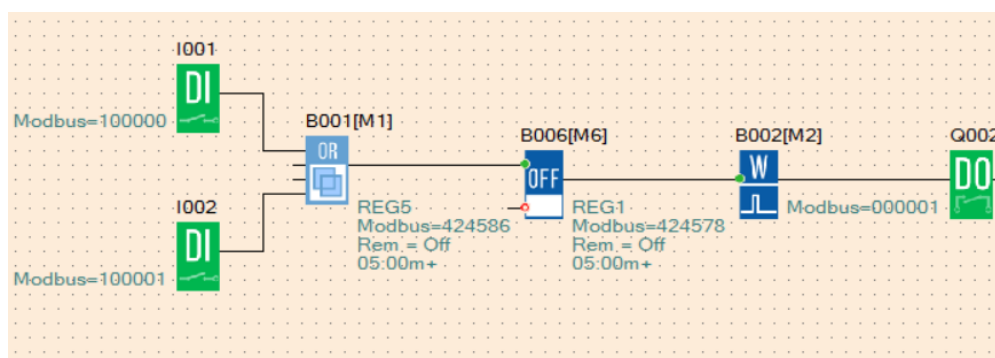 I001
DI
Modbus=100000
B001[M1]
OR
B006[M6]
OFF
B002[M2]
W
Q002
DO
I002
DI
Modbus=100001
REG5
Modbus=424586
Rem = Off
05:00m+
REG1
Modbus=424578
Rem = Off
05:00m+
Modbus=000001